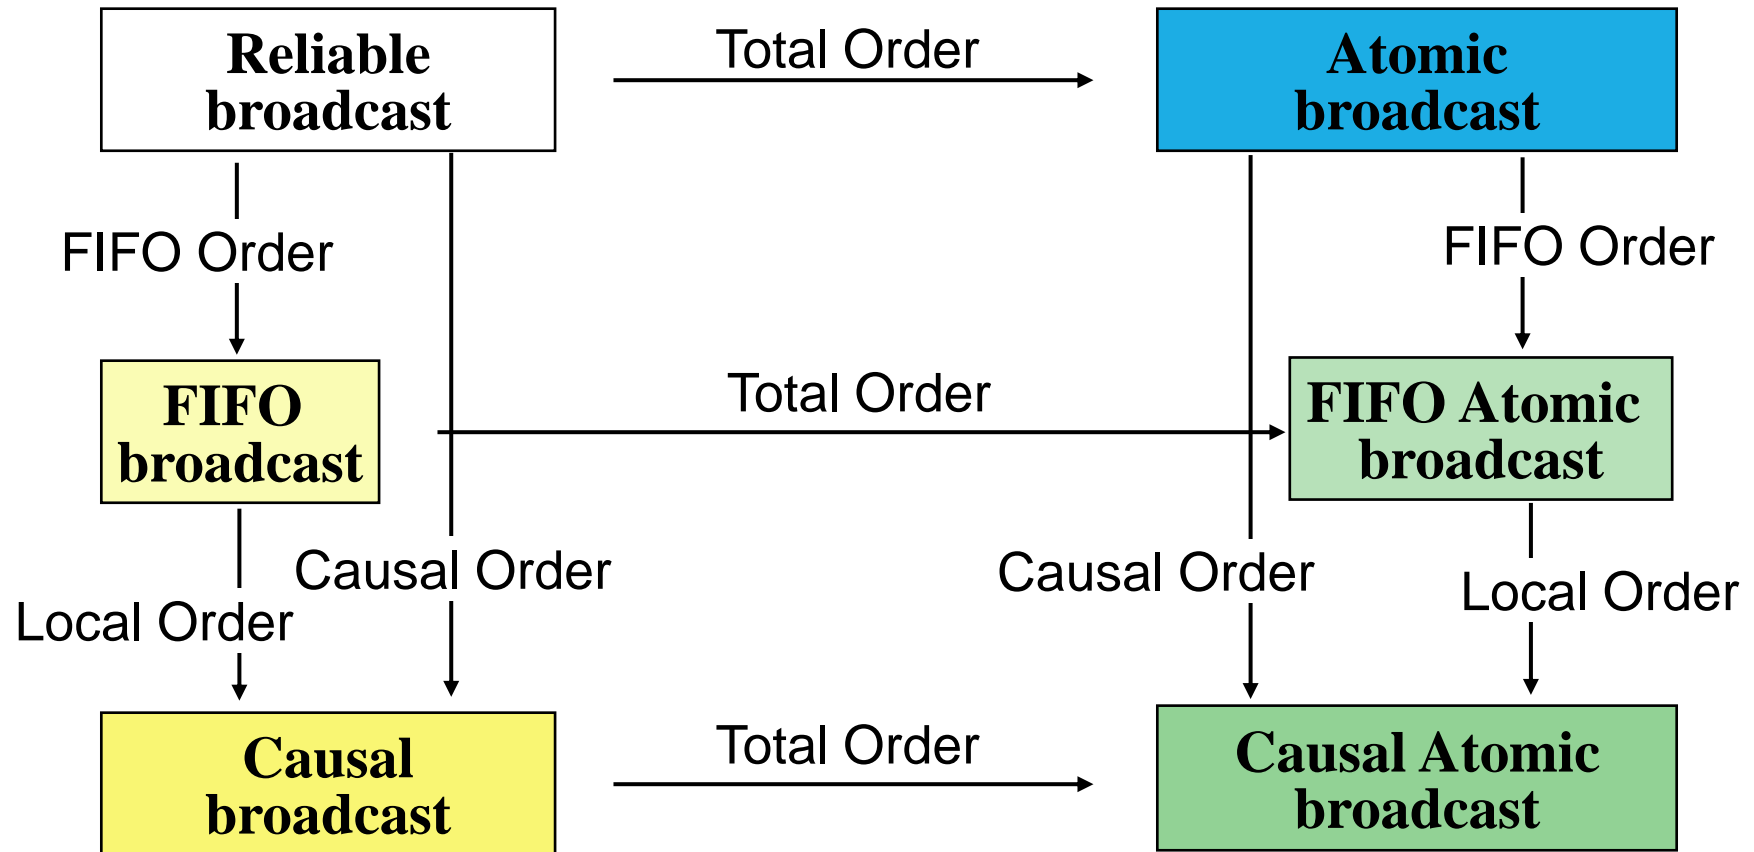 Reliable
broadcast
Total Order
Atomic
broadcast
FIFO Order
FIFO Order
FIFO
broadcast
Total Order
FIFO Atomic
broadcast
Causal Order
Causal Order
Local Order
Local Order
Causal
broadcast
Total Order
Causal Atomic
broadcast